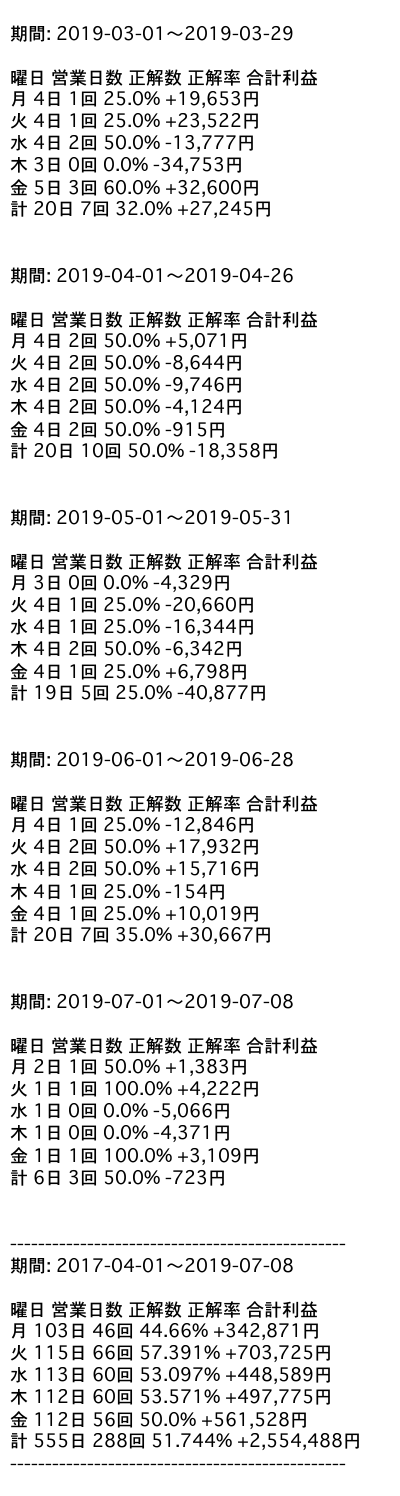 期間: 2019-03-01〜2019-03-29
曜日 営業日数 正解数 正解率 合計利益
月 4日 1回 25.0% +19,653円
火 4日 1回 25.0% +23,522円
水 4日 2回 50.0% -13,777円
木 3日 0回 0.0% -34,753円
金 5日 3回 60.0% +32,600円
計 20日 7回 32.0% +27,245円
期間: 2019-04-01〜2019-04-26
曜日 営業日数 正解数 正解率 合計利益
月 4日 2回 50.0% +5,071円
火 4日 2回 50.0% -8,644円
水 4日 2回 50.0% -9,746円
木 4日 2回 50.0% -4,124円
金 4日 2回 50.0% -915円
計 20日 10回 50.0% -18,358円
期間: 2019-05-01〜2019-05-31
曜日 営業日数 正解数 正解率 合計利益
月 3日 0回 0.0% -4,329円
火 4日 1回 25.0% -20,660円
水 4日 1回 25.0% -16,344円
木 4日 2回 50.0% -6,342円
金 4日 1回 25.0% +6,798円
計 19日 5回 25.0% -40,877円
期間: 2019-06-01〜2019-06-28
曜日 営業日数 正解数 正解率 合計利益
月 4日 1回 25.0% -12,846円
火 4日 2回 50.0% +17,932円
水 4日 2回 50.0% +15,716円
木 4日 1回 25.0% -154円
金 4日 1回 25.0% +10,019円
計 20日 7回 35.0% +30,667円
期間: 2019-07-01〜2019-07-08
曜日 営業日数 正解数 正解率 合計利益
月 2日 1回 50.0% +1,383円
火 1日 1回 100.0% +4,222円
水 1日 0回 0.0% -5,066円
木 1日 0回 0.0% -4,371円
金 1日 1回 100.0% +3,109円
計 6日 3回 50.0% -723円
------------------------------------------------
期間: 2017-04-01〜2019-07-08
曜日 営業日数 正解数 正解率 合計利益
月 103日 46回 44.66% +342,871円
火 115日 66回 57.391% +703,725円
水 113日 60回 53.097% +448,589円
木 112日 60回 53.571% +497,775円
金 112日 56回 50.0% +561,528円
計 555日 288回 51.744% +2,554,488円
------------------------------------------------